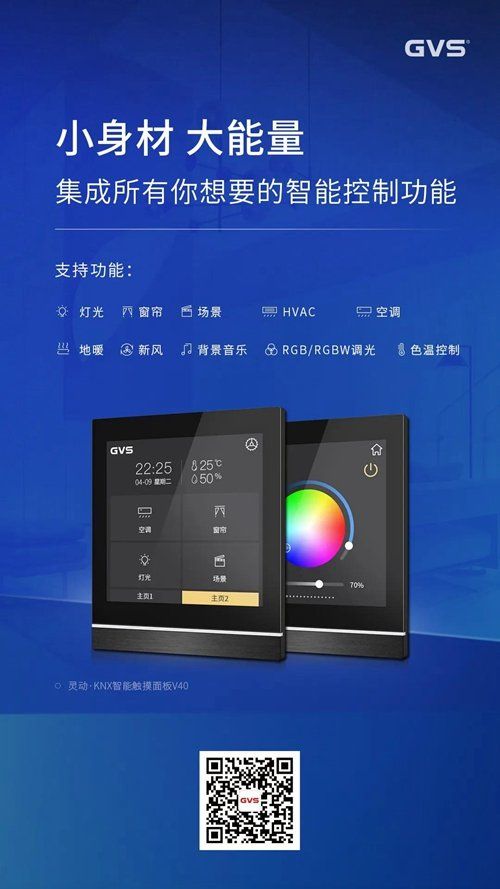 GVS®
小身材 大能量
集成所有你想要的智能控制功能
支持功能：
灯光 窗帘 场景 HVAC 空调
地暖 新风 背景音乐 RGB/RGBW调光 色温控制
GVS
22:25 25℃
04-09 星期二 50%
空调 窗帘
灯光 场景
主页1 主页2
70%
灵动·KNX智能触摸面板V40
GVS